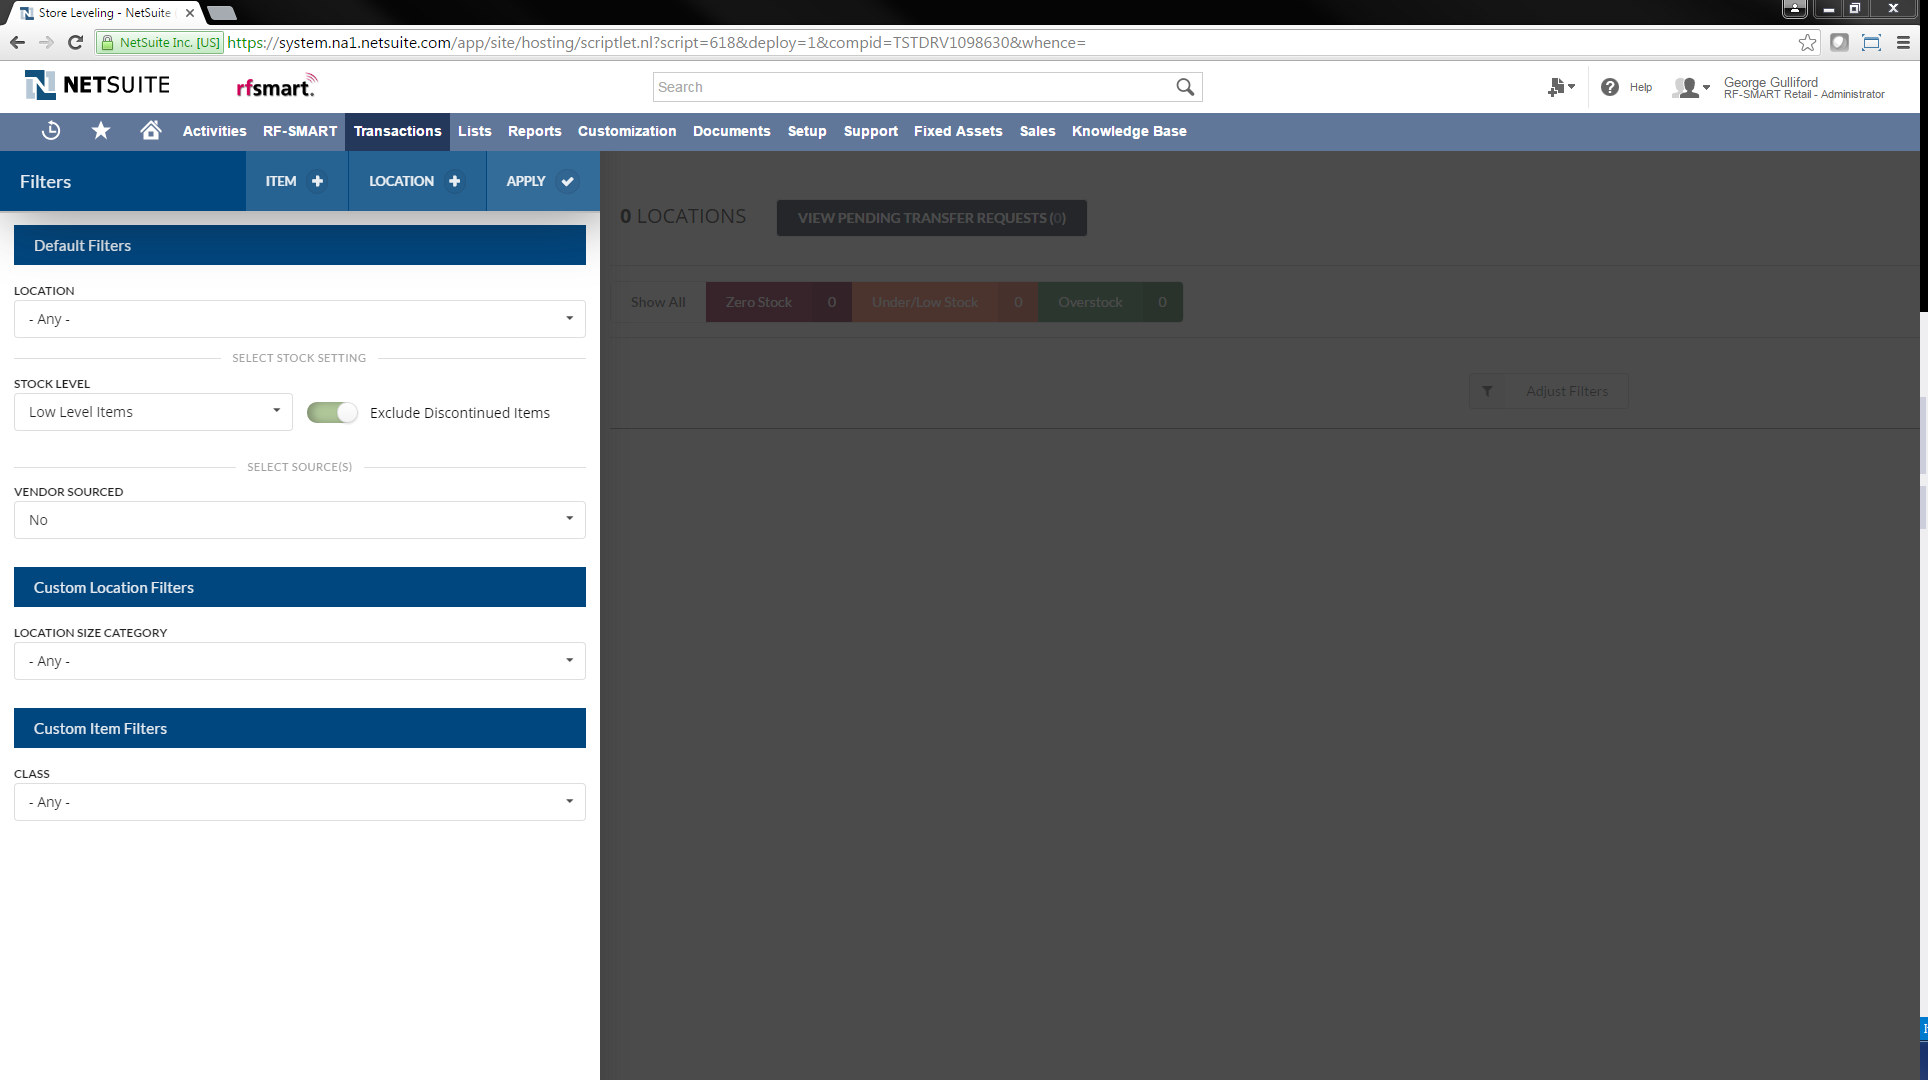 Store Leveling - NetSuite
NetSuite Inc. [US] https://system.na1.netsuite.com/app/site/hosting/scriptlet.nl?script=618&deploy=1&compid=TSTDRV1098630&whence=
NETSUITE rfsmart. Search Help George Gulliford
RF-SMART Retail - Administrator
Activities RF-SMART Transactions Lists Reports Customization Documents Setup Support Fixed Assets Sales Knowledge Base
Filters ITEM LOCATION APPLY
0 LOCATIONS VIEW PENDING TRANSFER REQUESTS (0)
Default Filters
LOCATION
- Any -
Show All Zero Stock 0 Under/Low Stock 0 Overstock 0
SELECT STOCK SETTING
STOCK LEVEL
Low Level Items Exclude Discontinued Items
Adjust Filters
SELECT SOURCE(S)
VENDOR SOURCED
No
Custom Location Filters
LOCATION SIZE CATEGORY
- Any -
Custom Item Filters
CLASS
- Any -